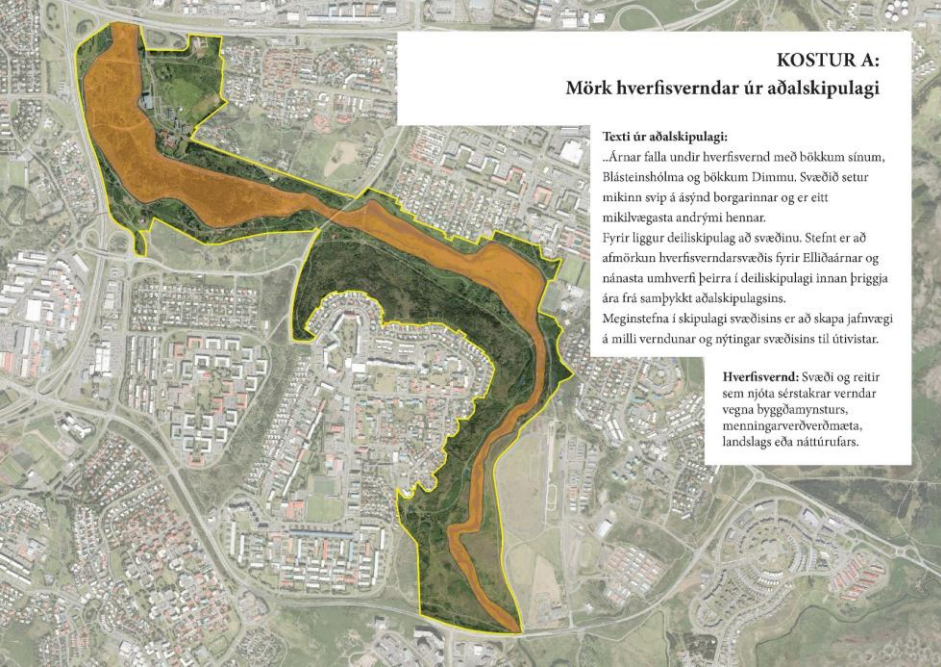 KOSTUR A:
Mörk hverfisverndar úr aðalskipulagi
Texti úr aðalskipulagi:
..Árnar falla undir hverfisvernd með bökkum sínum,
Blásteinshólma og bökkum Dimmu. Svæðið setur
mikinn svip á ásýnd borgarinnar og er eitt
mikilvægasta andrými hennar.
Fyrir liggur deiliskipulag að svæðinu. Stefnt er að
afmörkun hverfisverndarsvæðis fyrir Elliðaárnar og
nánasta umhverfi þeirra í deiliskipulagi innan þriggja
ára frá samþykkt aðalskipulagsins.
Meginstefna í skipulagi svæðisins er að skapa jafnvægi
á milli verndunar og nýtingar svæðisins til útivistar.
Hverfisvernd: Svæði og reitir
sem njóta sérstakrar verndar
vegna byggðamynsturs,
menningarverðverðmæta,
landslags eða náttúrufars.